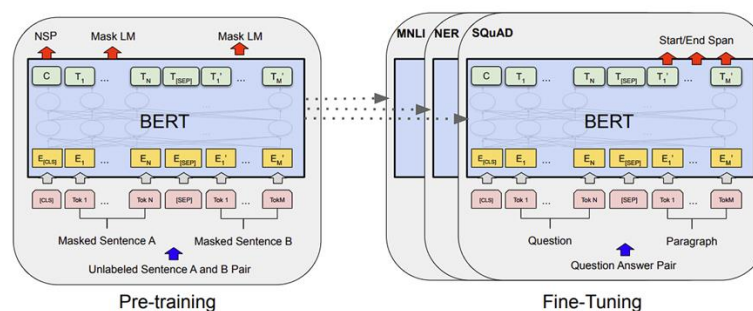 NSP Mask LM Mask LM
C T1 ... TN T[SEP] T1' ... TM'
BERT
E[CLS] E1 ... EN E[SEP] E1' ... EM'
[CLS] Tok 1 ... Tok N [SEP] Tok 1 ... TokM
Masked Sentence A Masked Sentence B
Unlabeled Sentence A and B Pair
Pre-training
MNLI NER SQuAD
Start/End Span
C T1 ... TN T[SEP] T1' ... TM'
BERT
E[CLS] E1 ... EN E[SEP] E1' ... EM'
[CLS] Tok 1 ... Tok N [SEP] Tok 1 ... TokM
Question Paragraph
Question Answer Pair
Fine-Tuning